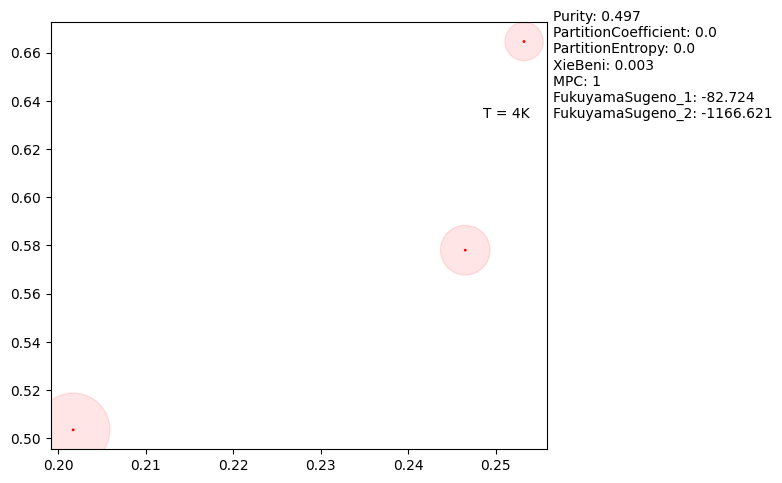 Purity: 0.497
PartitionCoefficient: 0.0
PartitionEntropy: 0.0
XieBeni: 0.003
MPC: 1
FukuyamaSugeno_1: -82.724
FukuyamaSugeno_2: -1166.621
T = 4K
0.66
0.64
0.62
0.60
0.58
0.56
0.54
0.52
0.50
0.20 0.21 0.22 0.23 0.24 0.25